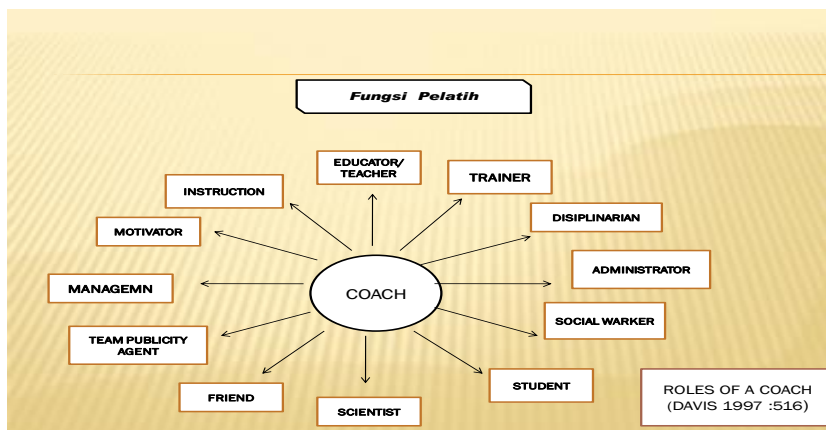 Fungsi Pelatih
EDUCATOR/
TEACHER
TRAINER
INSTRUCTION
DISIPLINARIAN
MOTIVATOR
ADMINISTRATOR
MANAGEMN
COACH
SOCIAL WARKER
TEAM PUBLICITY
AGENT
STUDENT
FRIEND
SCIENTIST
ROLES OF A COACH
(DAVIS 1997 :516)